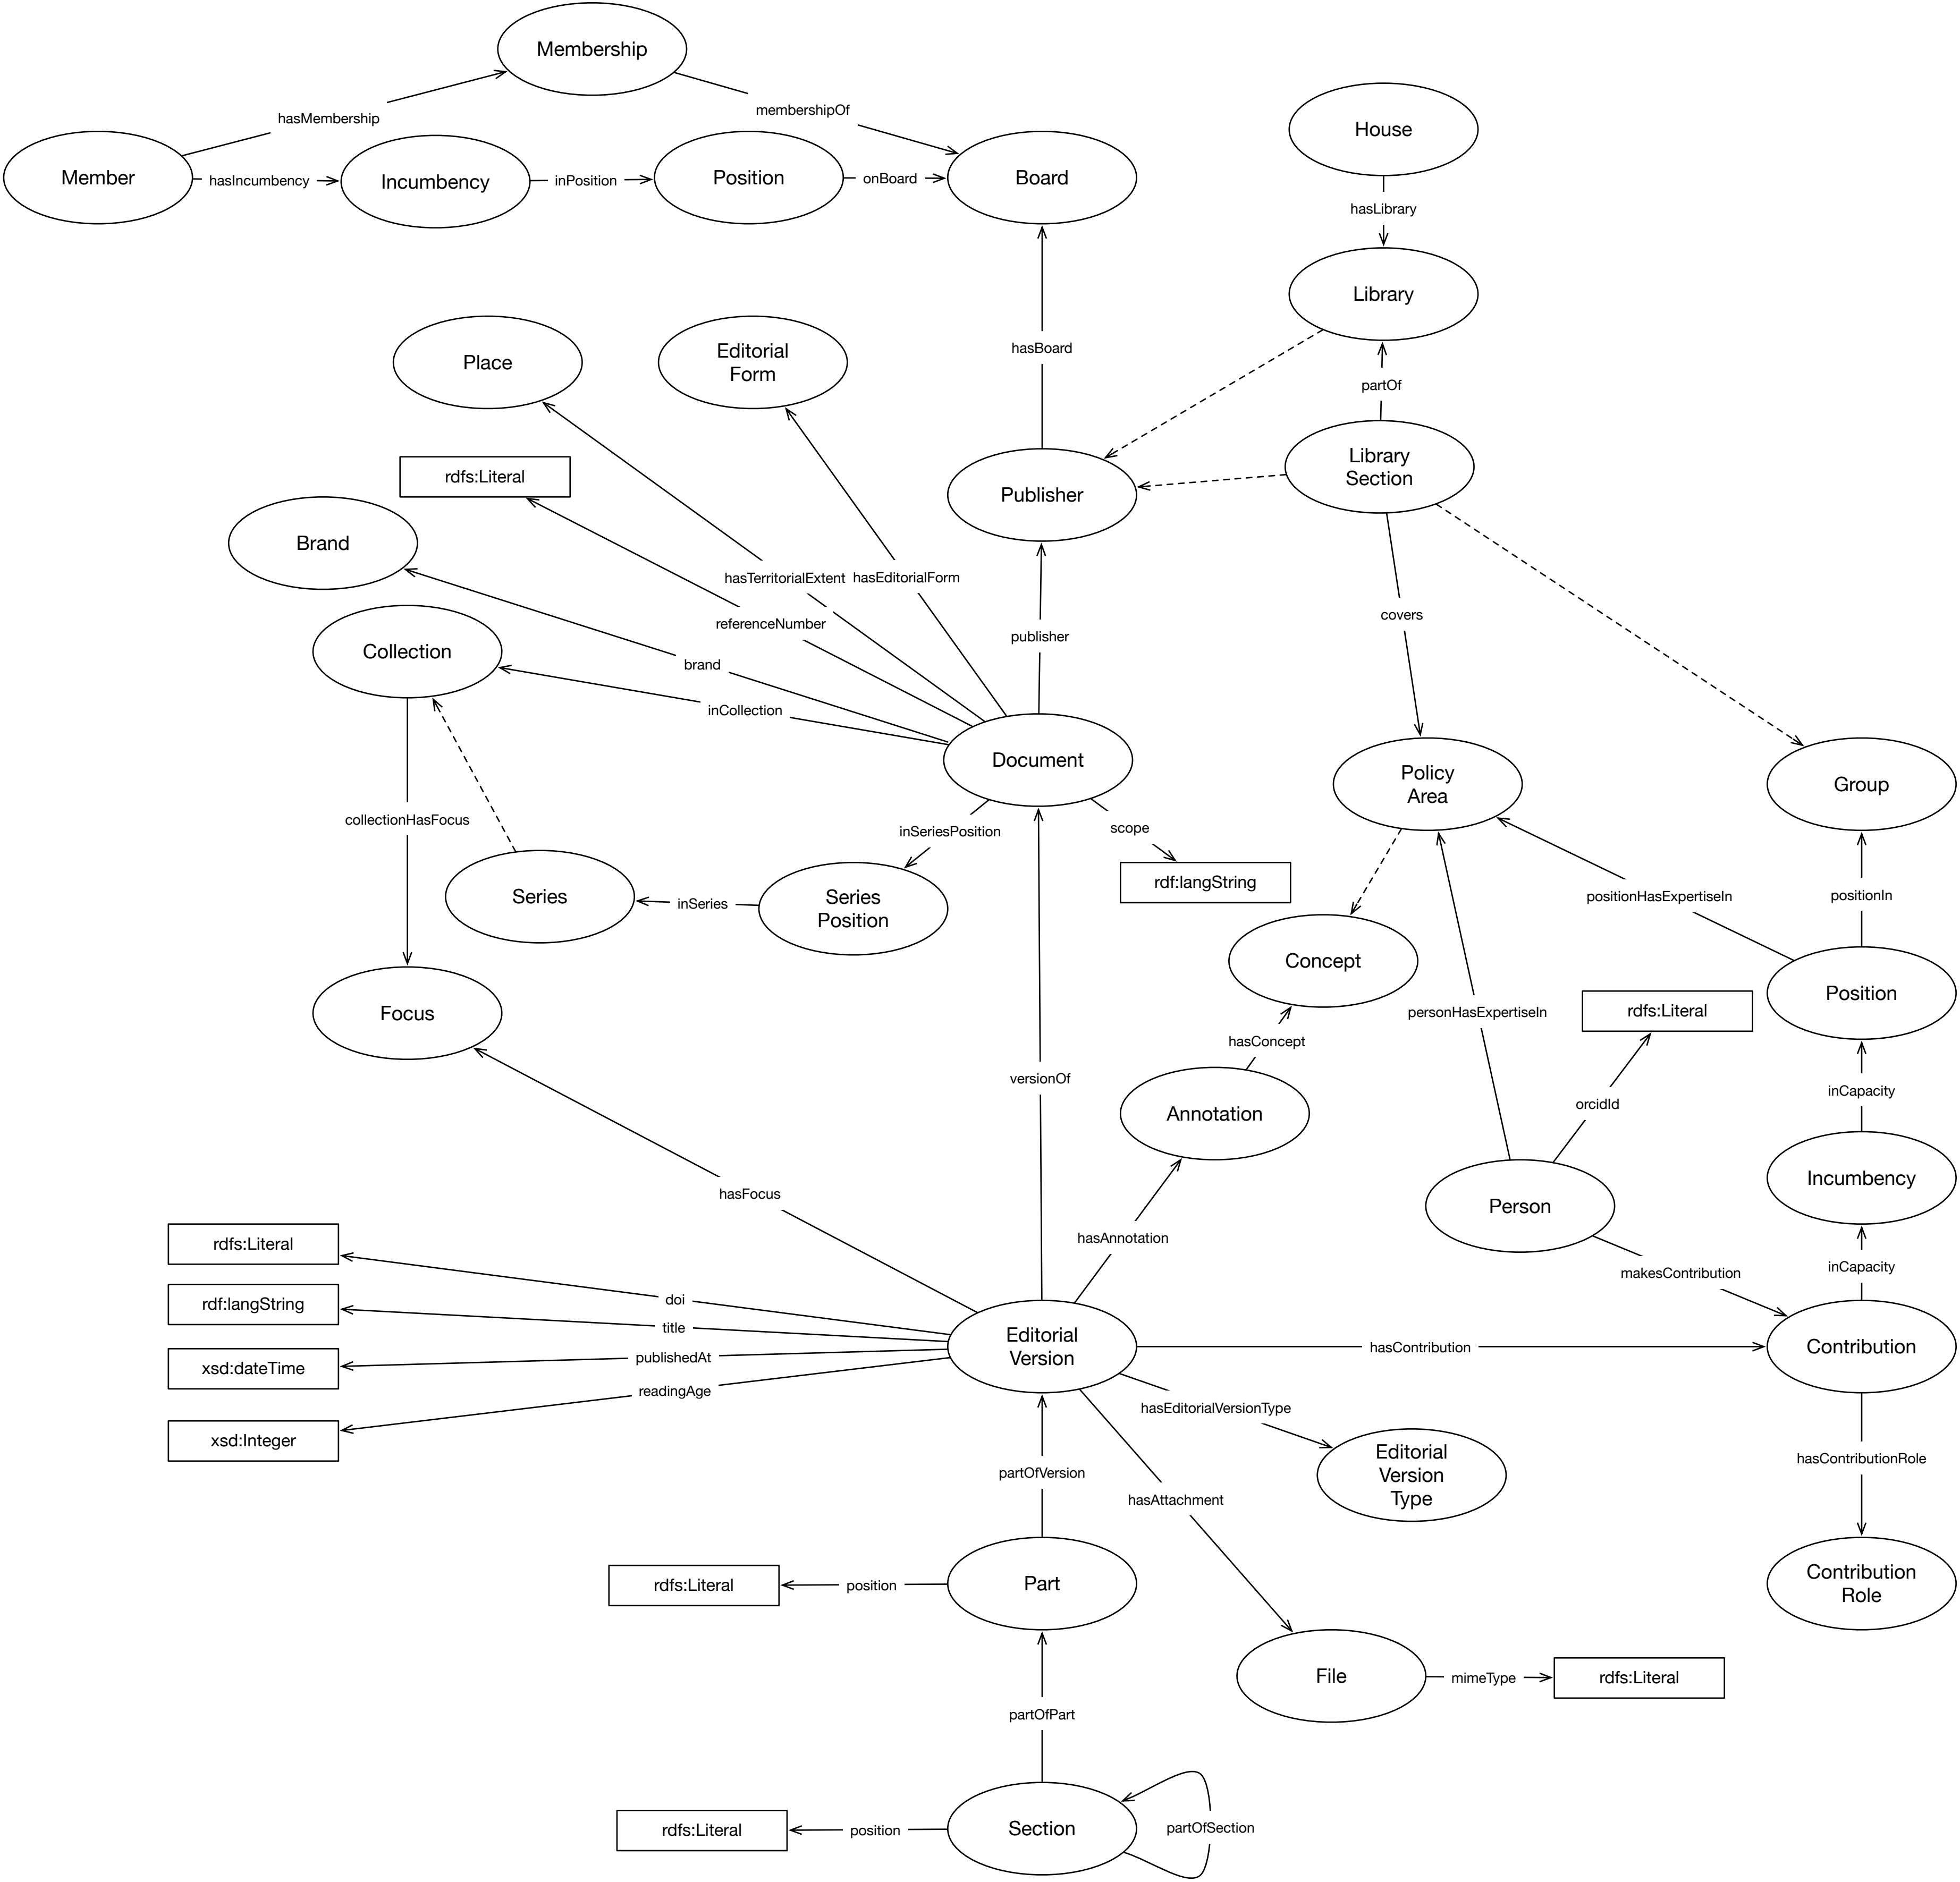 Membership
hasMembership
membershipOf
House
Member
hasIncumbency
Incumbency
inPosition
Position
onBoard
Board
hasLibrary
Library
Place
Editorial
Form
hasBoard
partOf
rdfs:Literal
Library
Section
Publisher
Brand
hasTerritorialExtent
hasEditorialForm
covers
referenceNumber
publisher
Collection
brand
inCollection
Document
Policy
Area
Group
collectionHasFocus
inSeriesPosition
scope
rdf:langString
Series
inSeries
Series
Position
positionHasExpertiseIn
positionIn
Concept
Position
Focus
personHasExpertiseIn
rdfs:Literal
hasConcept
versionOf
Annotation
orcidId
inCapacity
hasFocus
Person
Incumbency
rdfs:Literal
hasAnnotation
makesContribution
inCapacity
rdf:langString
doi
title
xsd:dateTime
publishedAt
readingAge
Editorial
Version
hasContribution
Contribution
xsd:Integer
hasEditorialVersionType
Editorial
Version
Type
hasContributionRole
partOfVersion
hasAttachment
rdfs:Literal
position
Part
Contribution
Role
File
mimeType
rdfs:Literal
partOfPart
rdfs:Literal
position
Section
partOfSection